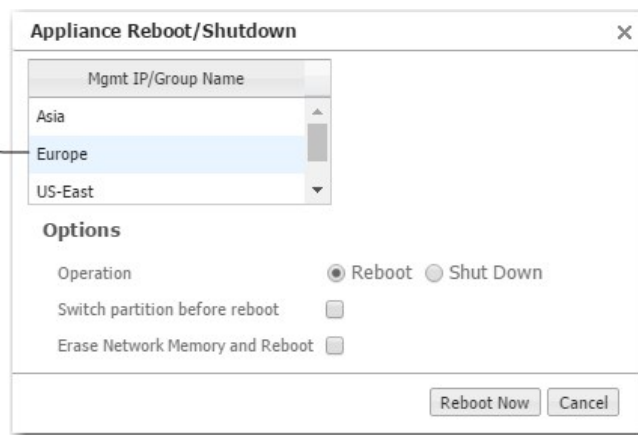 Appliance Reboot/Shutdown
Mgmt IP/Group Name
Asia
Europe
US-East
Options
Operation Reboot Shut Down
Switch partition before reboot
Erase Network Memory and Reboot
Reboot Now Cancel